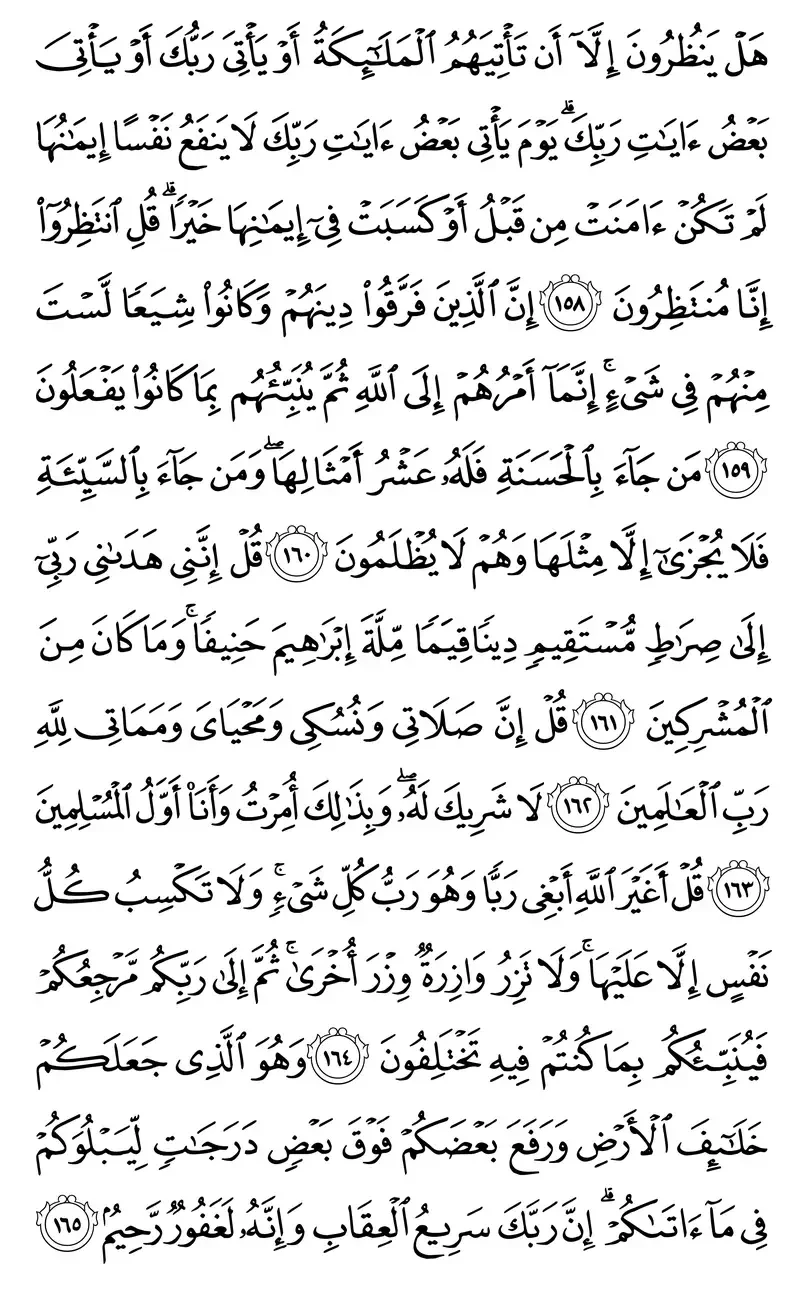 هَلۡ يَنظُرُونَ إِلَّآ أَن تَأۡتِيَهُمُ ٱلۡمَلَـٰٓئِكَةُ أَوۡ يَأۡتِىَ رَبُّكَ أَوۡ يَأۡتِىَ
بَعۡضُ ءَايَـٰتِ رَبِّكَۗ يَوۡمَ يَأۡتِى بَعۡضُ ءَايَـٰتِ رَبِّكَ لَا يَنفَعُ نَفۡسًا إِيمَـٰنُهَا
لَمۡ تَكُنۡ ءَامَنَتۡ مِن قَبۡلُ أَوۡ كَسَبَتۡ فِىٓ إِيمَـٰنِهَا خَيۡرٗاۗ قُلِ ٱنتَظِرُوٓاْ
إِنَّا مُنتَظِرُونَ ١٥٨ إِنَّ ٱلَّذِينَ فَرَّقُواْ دِينَهُمۡ وَكَانُواْ شِيَعٗا لَّسۡتَ
مِنۡهُمۡ فِى شَىۡءٍۚ إِنَّمَآ أَمۡرُهُمۡ إِلَى ٱللَّهِ ثُمَّ يُنَبِّئُهُم بِمَا كَانُواْ يَفۡعَلُونَ
١٥٩ مَن جَآءَ بِٱلۡحَسَنَةِ فَلَهُۥ عَشۡرُ أَمۡثَالِهَاۖ وَمَن جَآءَ بِٱلسَّيِّئَةِ
فَلَا يُجۡزَىٰٓ إِلَّا مِثۡلَهَا وَهُمۡ لَا يُظۡلَمُونَ ١٦٠ قُلۡ إِنَّنِى هَدَىٰنِى رَبِّىٓ
إِلَىٰ صِرَٰطٖ مُّسۡتَقِيمٖ دِينٗا قِيَمٗا مِّلَّةَ إِبۡرَٰهِيمَ حَنِيفٗاۚ وَمَا كَانَ مِنَ
ٱلۡمُشۡرِكِينَ ١٦١ قُلۡ إِنَّ صَلَاتِى وَنُسُكِى وَمَحۡيَاىَ وَمَمَاتِى لِلَّهِ
رَبِّ ٱلۡعَـٰلَمِينَ ١٦٢ لَا شَرِيكَ لَهُۥۖ وَبِذَٰلِكَ أُمِرۡتُ وَأَنَا۠ أَوَّلُ ٱلۡمُسۡلِمِينَ
١٦٣ قُلۡ أَغَيۡرَ ٱللَّهِ أَبۡغِى رَبّٗا وَهُوَ رَبُّ كُلِّ شَىۡءٖۚ وَلَا تَكۡسِبُ كُلُّ
نَفۡسٍ إِلَّا عَلَيۡهَاۚ وَلَا تَزِرُ وَازِرَةٞ وِزۡرَ أُخۡرَىٰۚ ثُمَّ إِلَىٰ رَبِّكُم مَّرۡجِعُكُمۡ
فَيُنَبِّئُكُم بِمَا كُنتُمۡ فِيهِ تَخۡتَلِفُونَ ١٦٤ وَهُوَ ٱلَّذِى جَعَلَكُمۡ
خَلَـٰٓئِفَ ٱلۡأَرۡضِ وَرَفَعَ بَعۡضَكُمۡ فَوۡقَ بَعۡضٖ دَرَجَـٰتٖ لِّيَبۡلُوَكُمۡ
فِى مَآ ءَاتَىٰكُمۡۗ إِنَّ رَبَّكَ سَرِيعُ ٱلۡعِقَابِ وَإِنَّهُۥ لَغَفُورٞ رَّحِيمُۢ ١٦٥